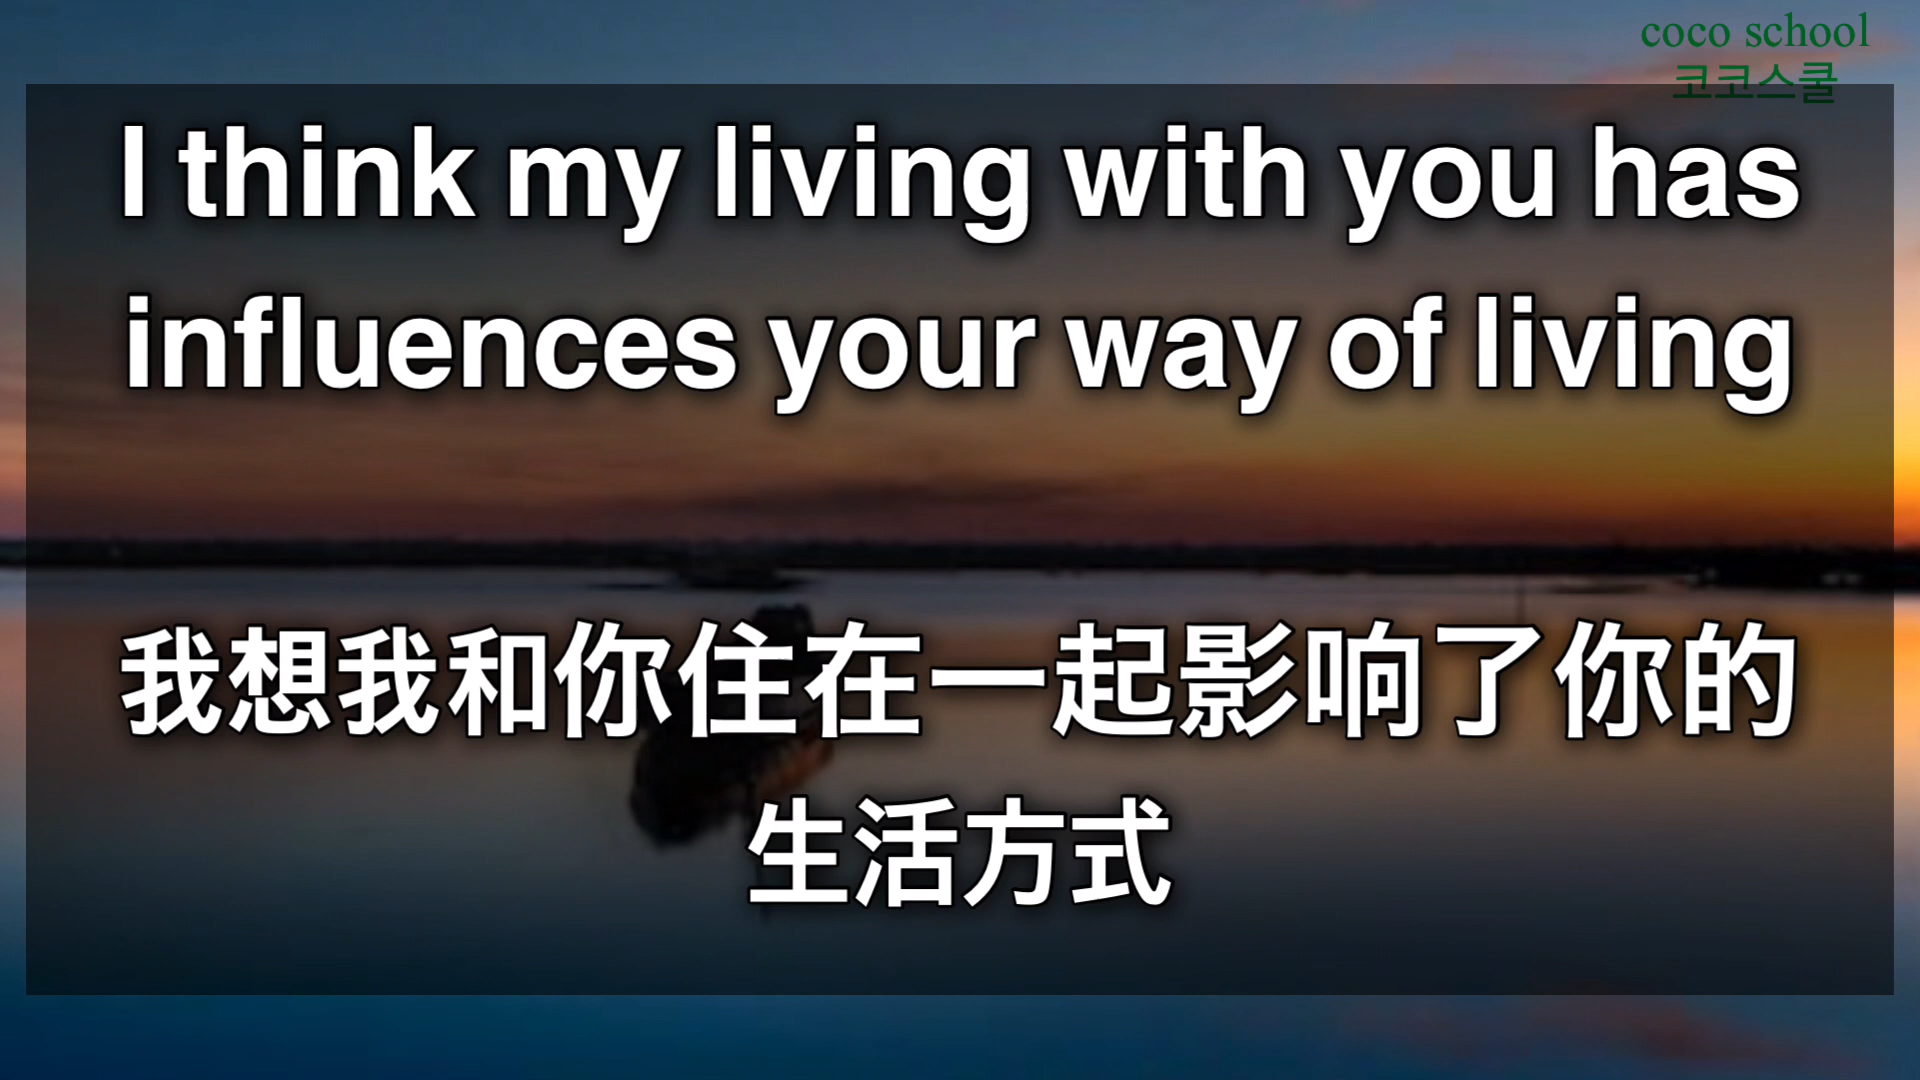 coco school
코코스쿨
I think my living with you has
influences your way of living
我想我和你住在一起影响了你的
生活方式